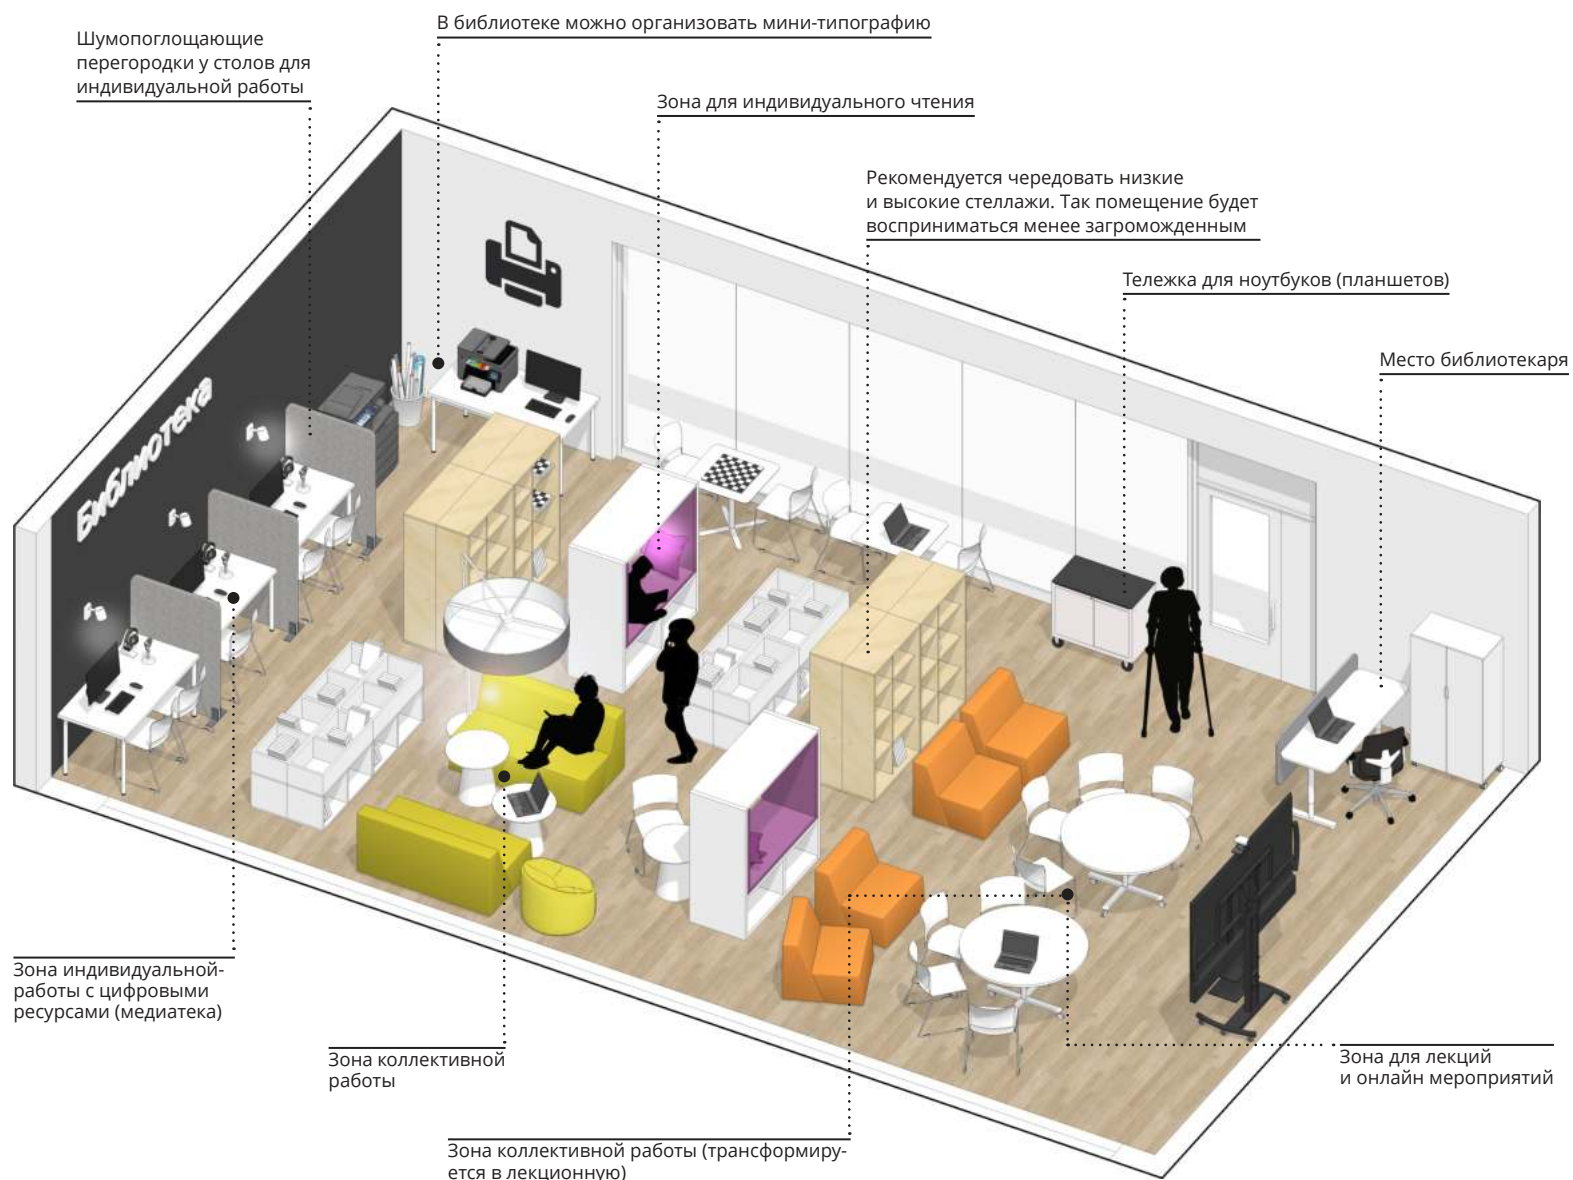 В библиотеке можно организовать мини-типографию
Шумопоглощающие
перегородки у столов для
индивидуальной работы
Зона для индивидуального чтения
Рекомендуется чередовать низкие
и высокие стеллажи. Так помещение будет
восприниматься менее загроможденным
Тележка для ноутбуков (планшетов)
Место библиотекаря
Библиотека
Зона индивидуальной-
работы с цифровыми
ресурсами (медиатека)
Зона коллективной
работы
Зона для лекций
и онлайн мероприятий
Зона коллективной работы (трансформиру-
ется в лекционную)